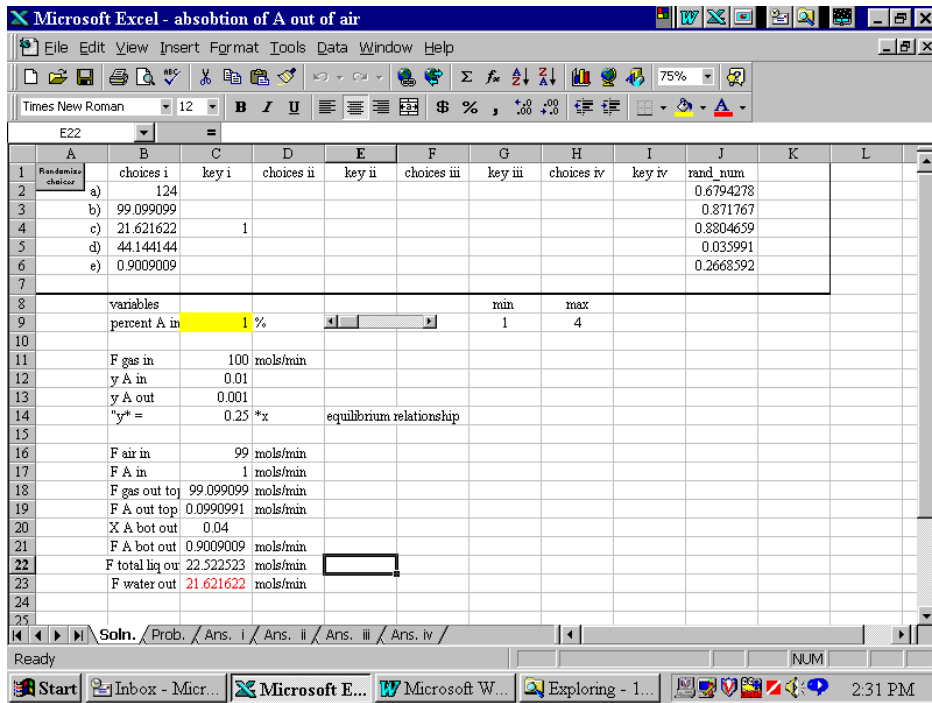 Microsoft Excel - absobtion of A out of air
File Edit View Insert Format Tools Data Window Help
75%
Times New Roman 12 B I U $ % ,
E22 =
A B C D E F G H I J K L
1 Randomize choices choices i key i choices ii key ii choices iii key iii choices iv key iv rand_num
2 a) 124 0.6794278
3 b) 99.099099 0.871767
4 c) 21.621622 1 0.8804659
5 d) 44.144144 0.035991
6 e) 0.9009009 0.2668592
7
8 variables min max
9 percent A in 1 % 1 4
10
11 F gas in 100 mols/min
12 y A in 0.01
13 y A out 0.001
14 "y* = 0.25 *x equilibrium relationship
15
16 F air in 99 mols/min
17 F A in 1 mols/min
18 F gas out top 99.099099 mols/min
19 F A out top 0.0990991 mols/min
20 X A bot out 0.04
21 F A bot out 0.9009009 mols/min
22 F total liq ou 22.522523 mols/min
23 F water out 21.621622 mols/min
24
25
Soln. Prob. Ans. i Ans. ii Ans. iii Ans. iv
Ready NUM
Start Inbox - Micr... Microsoft E... Microsoft W... Exploring - 1... 2:31 PM